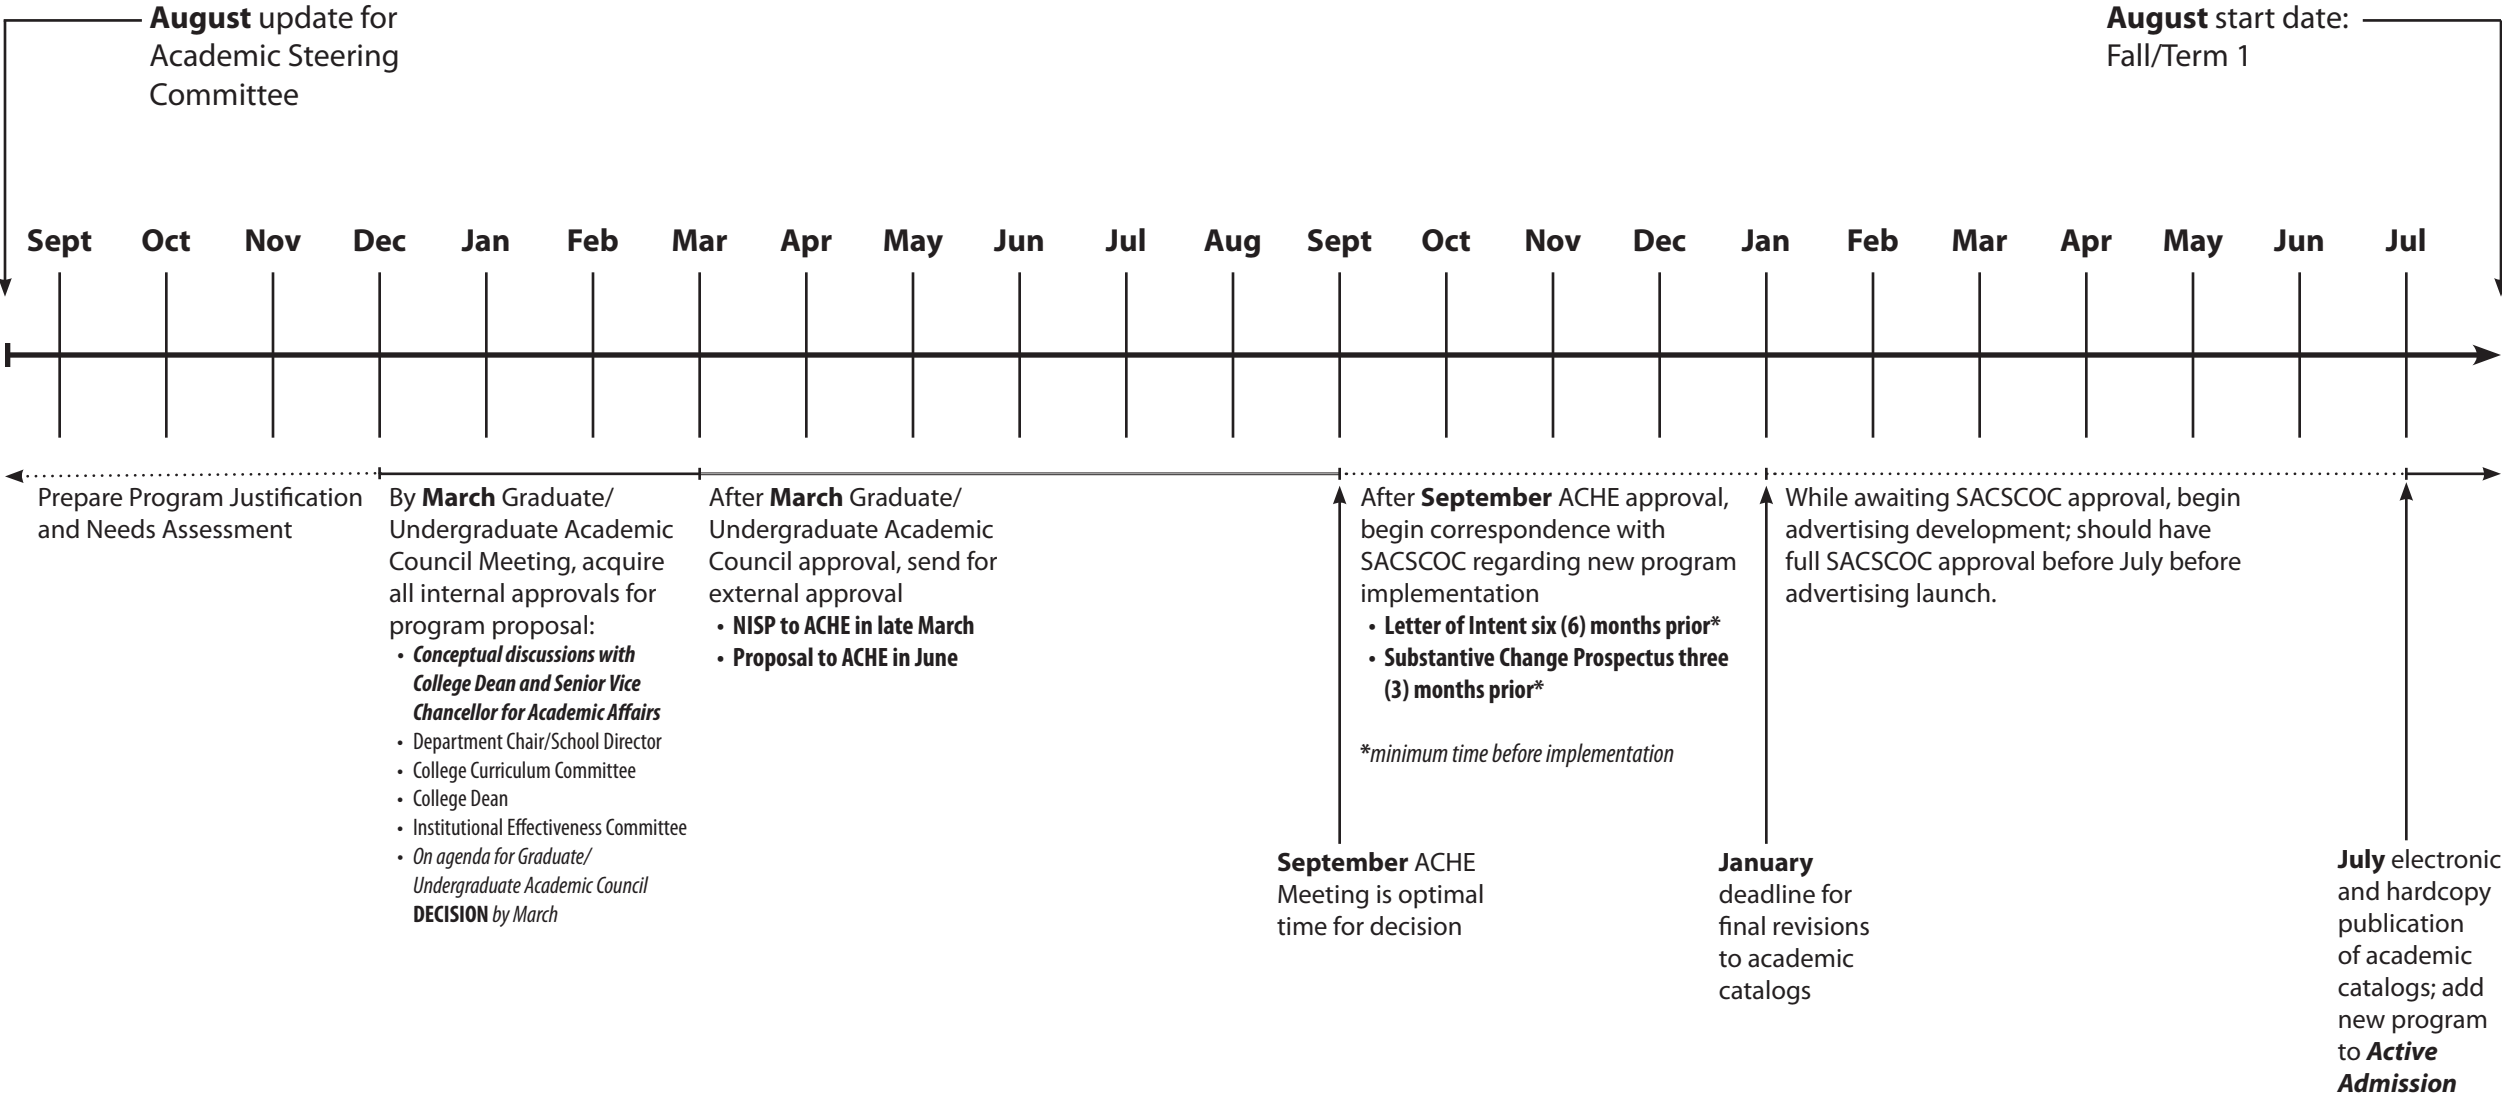 August update for
Academic Steering
Committee
August start date:
Fall/Term 1
Sept Oct Nov Dec Jan Feb Mar Apr May Jun Jul Aug Sept Oct Nov Dec Jan Feb Mar Apr May Jun Jul
Prepare Program Justification
and Needs Assessment
By March Graduate/
Undergraduate Academic
Council Meeting, acquire
all internal approvals for
program proposal:
• Conceptual discussions with
College Dean and Senior Vice
Chancellor for Academic Affairs
• Department Chair/School Director
• College Curriculum Committee
• College Dean
• Institutional Effectiveness Committee
• On agenda for Graduate/
Undergraduate Academic Council
DECISION by March
After March Graduate/
Undergraduate Academic
Council approval, send for
external approval
• NISP to ACHE in late March
• Proposal to ACHE in June
After September ACHE approval,
begin correspondence with
SACSCOC regarding new program
implementation
• Letter of Intent six (6) months prior*
• Substantive Change Prospectus three
(3) months prior*
*minimum time before implementation
While awaiting SACSCOC approval, begin
advertising development; should have
full SACSCOC approval before July before
advertising launch.
September ACHE
Meeting is optimal
time for decision
January
deadline for
final revisions
to academic
catalogs
July electronic
and hardcopy
publication
of academic
catalogs; add
new program
to Active
Admission